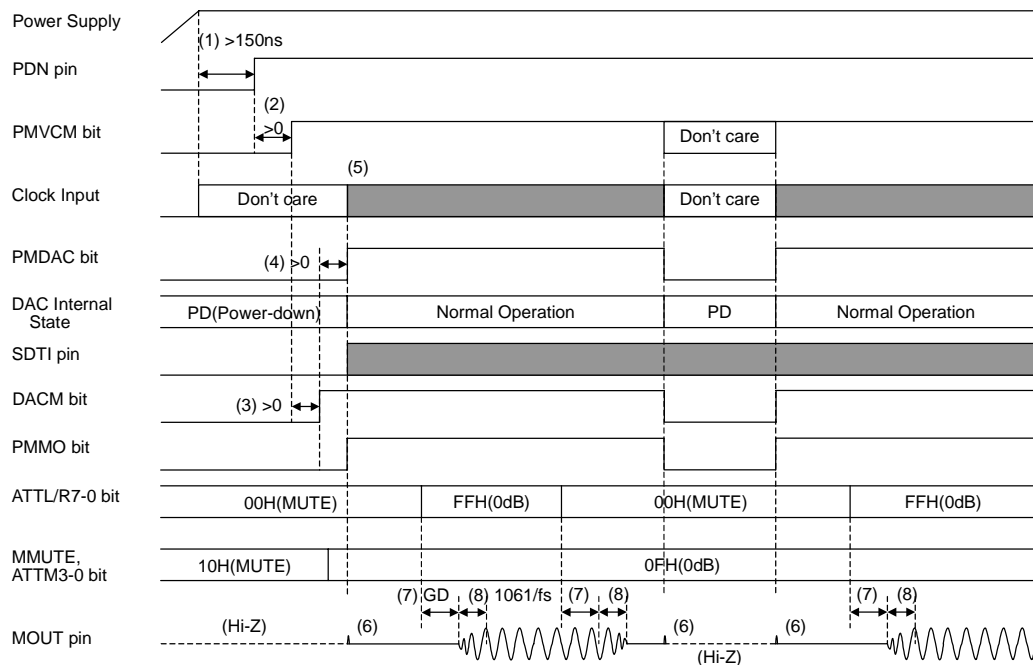 Power Supply
(1) >150ns
PDN pin
(2)
>0
PMVCM bit
Don't care
(5)
Clock Input
Don't care
Don't care
PMDAC bit
(4) >0
DAC Internal
State
PD(Power-down)
Normal Operation
PD
Normal Operation
SDTI pin
DACM bit
(3) >0
PMMO bit
ATTL/R7-0 bit
00H(MUTE)
FFH(0dB)
00H(MUTE)
FFH(0dB)
MMUTE,
ATTM3-0 bit
10H(MUTE)
0FH(0dB)
(7) GD (8) 1061/fs (7) (8) (7) (8)
MOUT pin
(Hi-Z)
(6)
(6)
(6)
(Hi-Z)